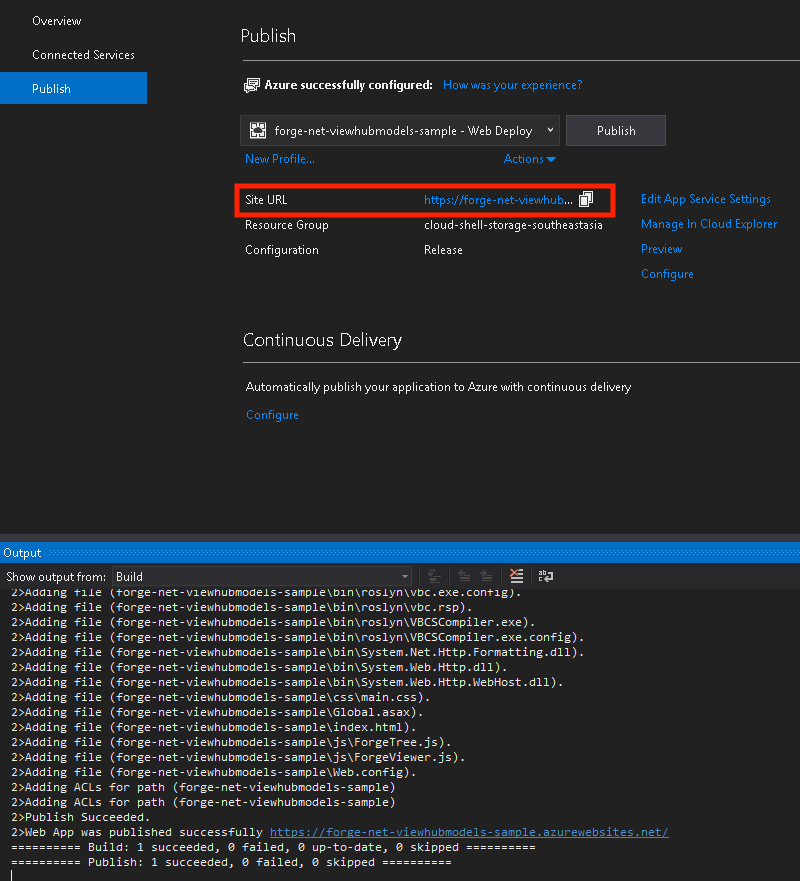 Overview
Connected Services
Publish
Publish
Azure successfully configured: How was your experience?
forge-net-viewhubmodels-sample - Web Deploy
Publish
New Profile...
Actions
Site URL https://forge-net-viewhub...
Edit App Service Settings
Resource Group cloud-shell-storage-southeastasia
Manage In Cloud Explorer
Configuration Release
Preview
Configure
Continuous Delivery
Automatically publish your application to Azure with continuous delivery
Configure
Output
Show output from: Build
2>Adding file (forge-net-viewhubmodels-sample\bin\roslyn\vbc.exe.config).
2>Adding file (forge-net-viewhubmodels-sample\bin\roslyn\vbc.rsp).
2>Adding file (forge-net-viewhubmodels-sample\bin\roslyn\VBCSCompiler.exe).
2>Adding file (forge-net-viewhubmodels-sample\bin\roslyn\VBCSCompiler.exe.config).
2>Adding file (forge-net-viewhubmodels-sample\bin\System.Net.Http.Formatting.dll).
2>Adding file (forge-net-viewhubmodels-sample\bin\System.Web.Http.dll).
2>Adding file (forge-net-viewhubmodels-sample\bin\System.Web.Http.WebHost.dll).
2>Adding file (forge-net-viewhubmodels-sample\css\main.css).
2>Adding file (forge-net-viewhubmodels-sample\Global.asax).
2>Adding file (forge-net-viewhubmodels-sample\index.html).
2>Adding file (forge-net-viewhubmodels-sample\js\ForgeTree.js).
2>Adding file (forge-net-viewhubmodels-sample\js\ForgeViewer.js).
2>Adding file (forge-net-viewhubmodels-sample\Web.config).
2>Adding ACLs for path (forge-net-viewhubmodels-sample)
2>Adding ACLs for path (forge-net-viewhubmodels-sample)
2>Publish Succeeded.
2>Web App was published successfully https://forge-net-viewhubmodels-sample.azurewebsites.net/
========== Build: 1 succeeded, 0 failed, 0 up-to-date, 0 skipped ==========
========== Publish: 1 succeeded, 0 failed, 0 skipped ==========